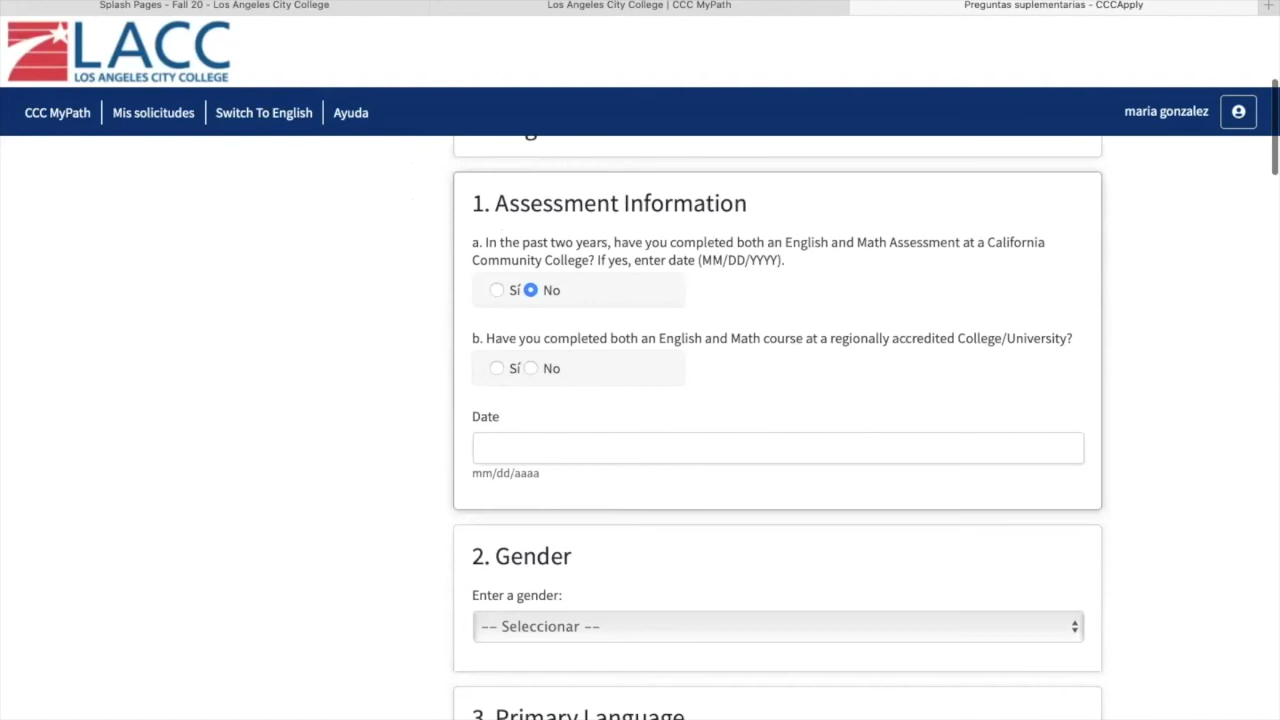 Splash Pages - Fall 20 - Los Angeles City College
Los Angeles City College | CCC MyPath
Preguntas suplementarias - CCCApply
LACC
LOS ANGELES CITY COLLEGE
CCC MyPath
Mis solicitudes
Switch To English
Ayuda
maria gonzalez
1. Assessment Information
a. In the past two years, have you completed both an English and Math Assessment at a California
Community College? If yes, enter date (MM/DD/YYYY).
Sí No
b. Have you completed both an English and Math course at a regionally accredited College/University?
Sí No
Date
mm/dd/aaaa
2. Gender
Enter a gender:
-- Seleccionar --
3. Primary Language